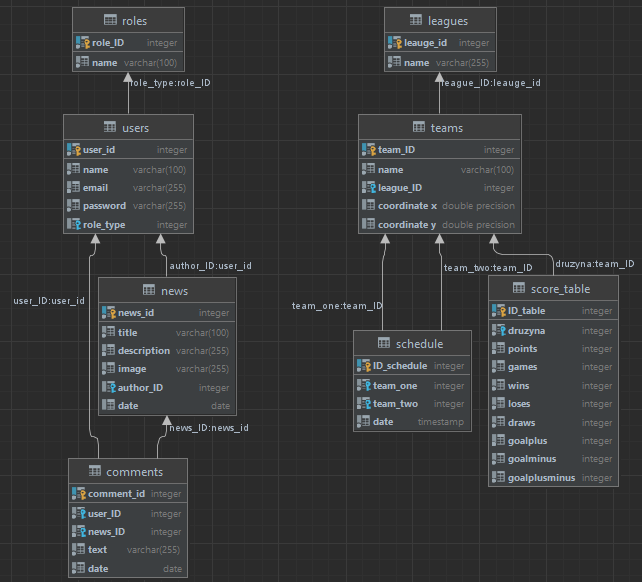 roles
role_ID integer
name varchar(100)
role_type:role_ID
users
user_id integer
name varchar(100)
email varchar(255)
password varchar(255)
role_type integer
author_ID:user_id
user_ID:user_id
news
news_id integer
title varchar(100)
description varchar(255)
image varchar(255)
author_ID integer
date date
news_ID:news_id
comments
comment_id integer
user_ID integer
news_ID integer
text varchar(255)
date date
leagues
leauge_id integer
name varchar(255)
league_ID:leauge_id
teams
team_ID integer
name varchar(100)
league_ID integer
coordinate x double precision
coordinate y double precision
team_one:team_ID
team_two:team_ID
druzyna:team_ID
schedule
ID_schedule integer
team_one integer
team_two integer
date timestamp
score_table
ID_table integer
druzyna integer
points integer
games integer
wins integer
loses integer
draws integer
goalplus integer
goalminus integer
goalplusminus integer